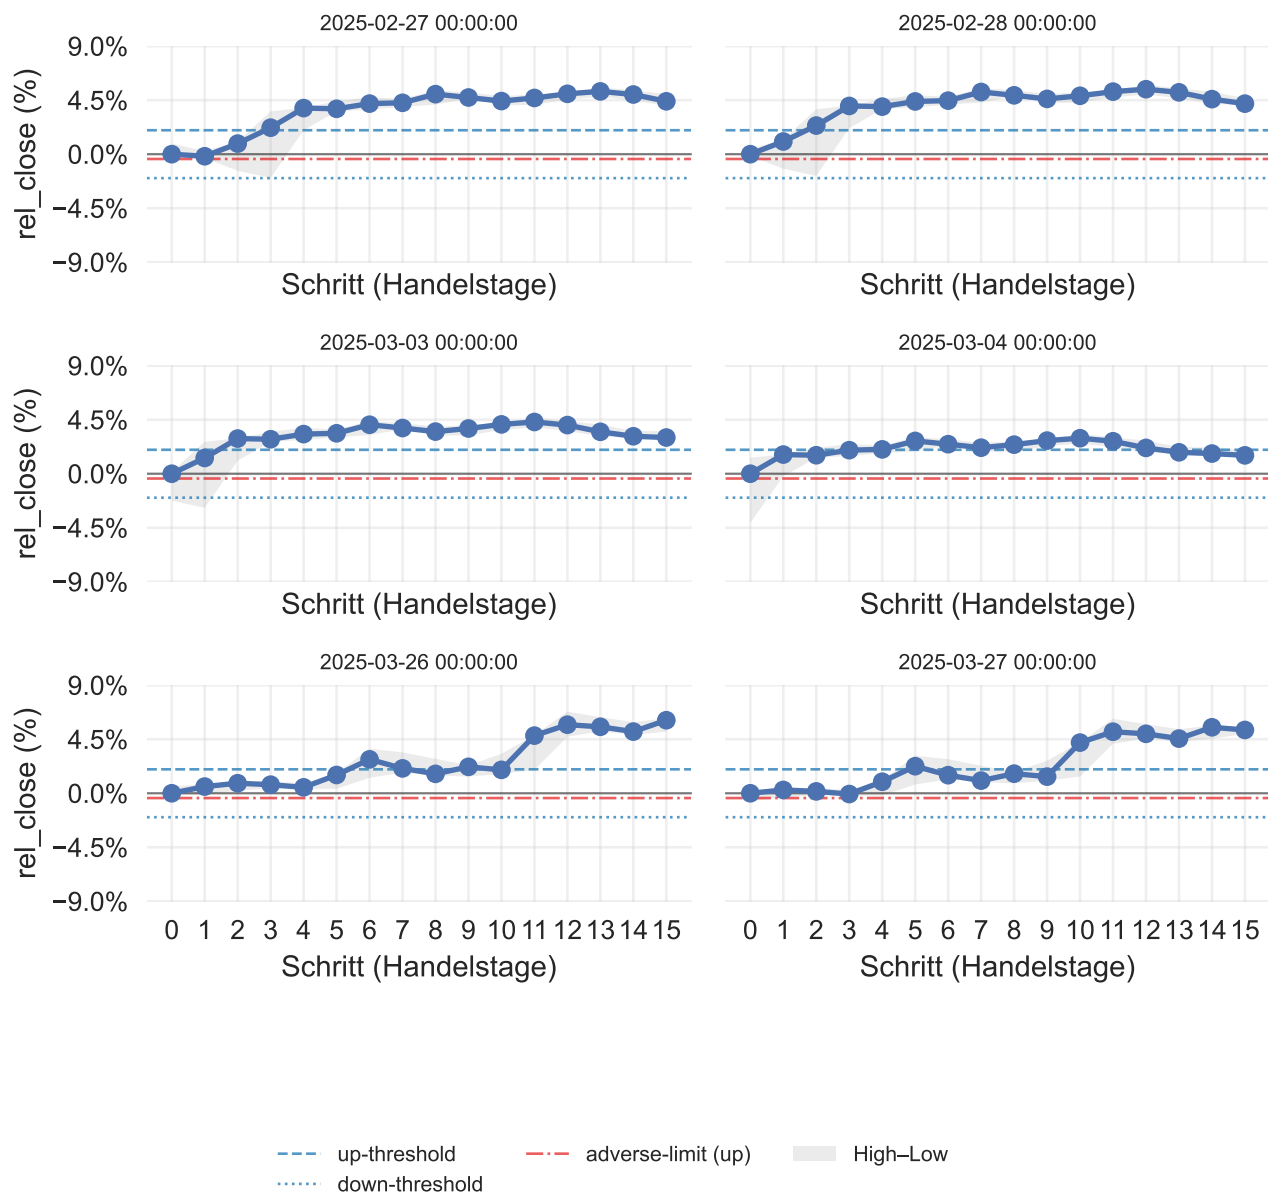 2025-02-27 00:00:00
2025-02-28 00:00:00
9.0%
4.5%
0.0%
−4.5%
−9.0%
rel_close (%)
Schritt (Handelstage)
Schritt (Handelstage)
2025-03-03 00:00:00
2025-03-04 00:00:00
9.0%
4.5%
0.0%
−4.5%
−9.0%
rel_close (%)
Schritt (Handelstage)
Schritt (Handelstage)
2025-03-26 00:00:00
2025-03-27 00:00:00
9.0%
4.5%
0.0%
−4.5%
−9.0%
rel_close (%)
0 1 2 3 4 5 6 7 8 9 10 11 12 13 14 15
0 1 2 3 4 5 6 7 8 9 10 11 12 13 14 15
Schritt (Handelstage)
Schritt (Handelstage)
up-threshold
down-threshold
adverse-limit (up)
High–Low